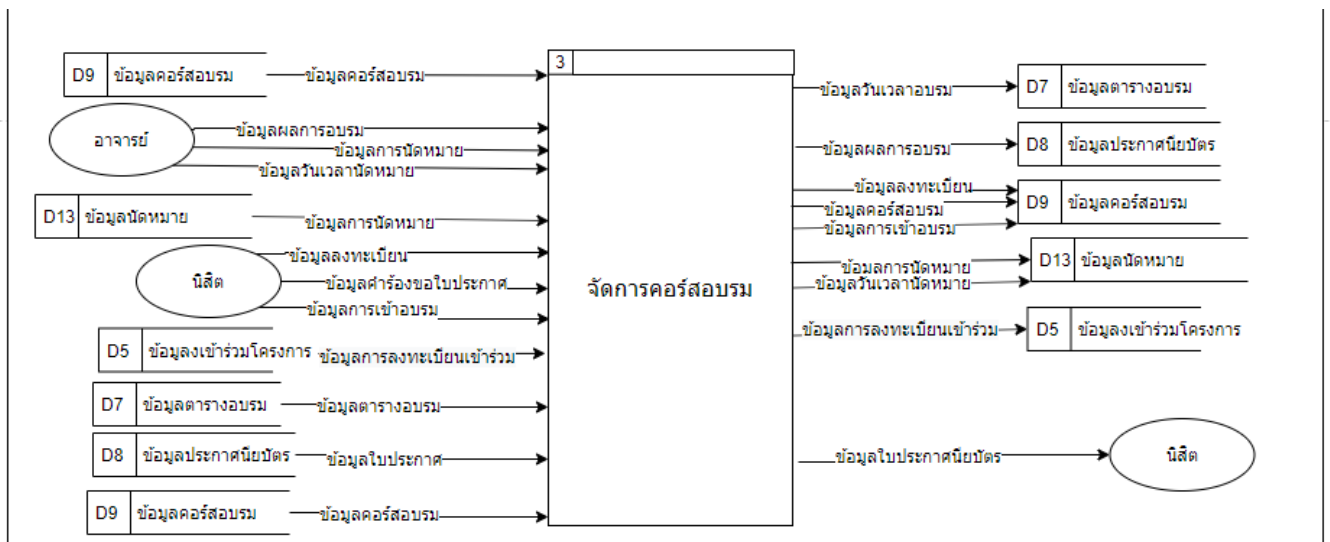 3
D9 ข้อมูลคอร์สอบรม
ข้อมูลคอร์สอบรม
อาจารย์
ข้อมูลผลการอบรม
ข้อมูลการนัดหมาย
ข้อมูลวันเวลานัดหมาย
D13 ข้อมูลนัดหมาย
ข้อมูลการนัดหมาย
นิสิต
ข้อมูลลงทะเบียน
ข้อมูลคำร้องขอใบประกาศ
ข้อมูลการเข้าอบรม
D5 ข้อมูลงเข้าร่วมโครงการ
ข้อมูลการลงทะเบียนเข้าร่วม
D7 ข้อมูลตารางอบรม
ข้อมูลตารางอบรม
D8 ข้อมูลประกาศนียบัตร
ข้อมูลใบประกาศ
D9 ข้อมูลคอร์สอบรม
ข้อมูลคอร์สอบรม
จัดการคอร์สอบรม
ข้อมูลวันเวลาอบรม
D7 ข้อมูลตารางอบรม
ข้อมูลผลการอบรม
D8 ข้อมูลประกาศนียบัตร
ข้อมูลลงทะเบียน
ข้อมูลคอร์สอบรม
ข้อมูลการเข้าอบรม
D9 ข้อมูลคอร์สอบรม
ข้อมูลการนัดหมาย
ข้อมูลวันเวลานัดหมาย
D13 ข้อมูลนัดหมาย
ข้อมูลการลงทะเบียนเข้าร่วม
D5 ข้อมูลงเข้าร่วมโครงการ
ข้อมูลใบประกาศนียบัตร
นิสิต